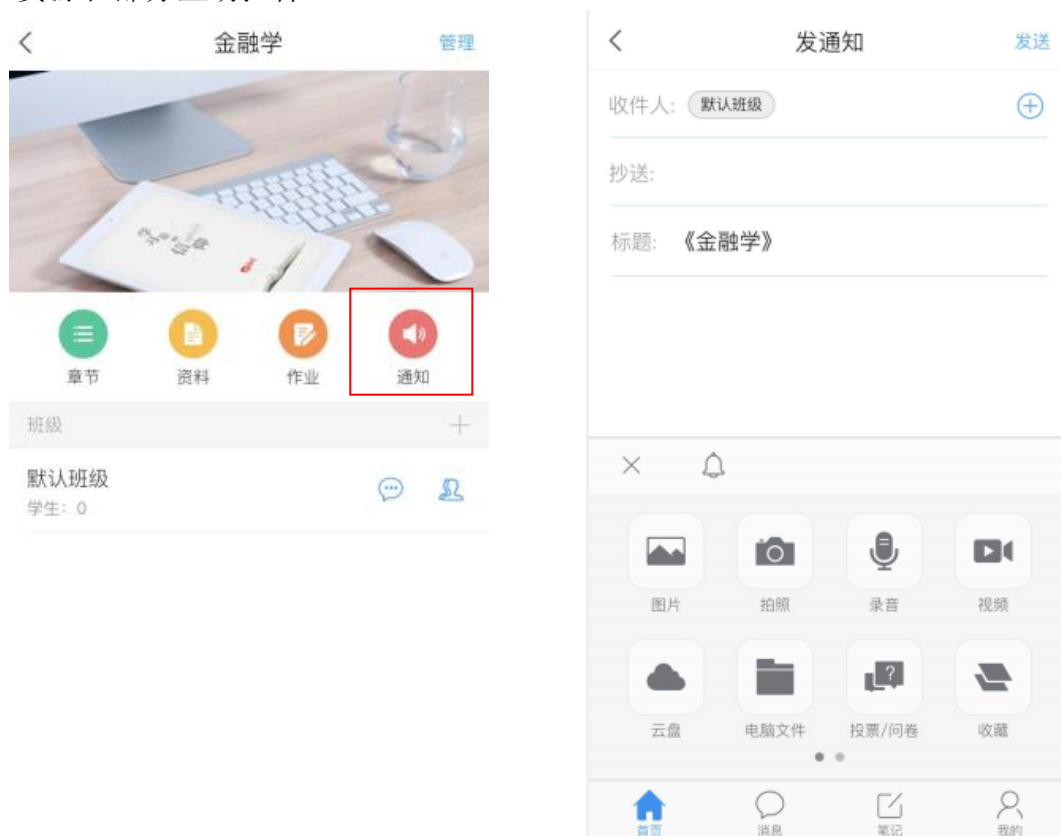 金融学
管理
章节
资料
作业
通知
班级
默认班级
学生: 0
发通知
发送
收件人: 默认班级
抄送:
标题: 《金融学》
图片
拍照
录音
视频
云盘
电脑文件
投票/问卷
收藏
首页
消息
笔记
我的